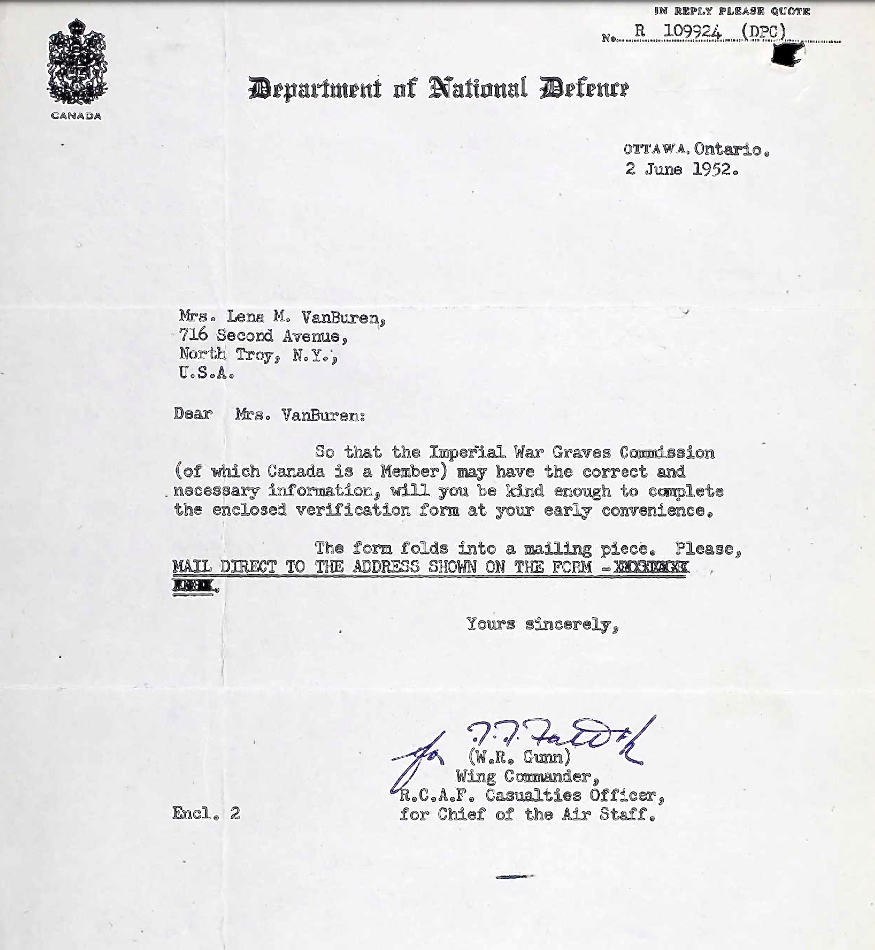 IN REPLY PLEASE QUOTE
No. R 109924 (DPC)
CANADA
Department of National Defence
OTTAWA, Ontario.
2 June 1952.
Mrs. Lena M. VanBuren,
716 Second Avenue,
North Troy, N.Y.,
U.S.A.
Dear Mrs. VanBuren:
So that the Imperial War Graves Commission
(of which Canada is a Member) may have the correct and
necessary information, will you be kind enough to complete
the enclosed verification form at your early convenience.
The form folds into a mailing piece. Please,
MAIL DIRECT TO THE ADDRESS SHOWN ON THE FORM -
Yours sincerely,
for
(W.R. Gunn)
Wing Commander,
R.C.A.F. Casualties Officer,
Encl. 2 for Chief of the Air Staff.